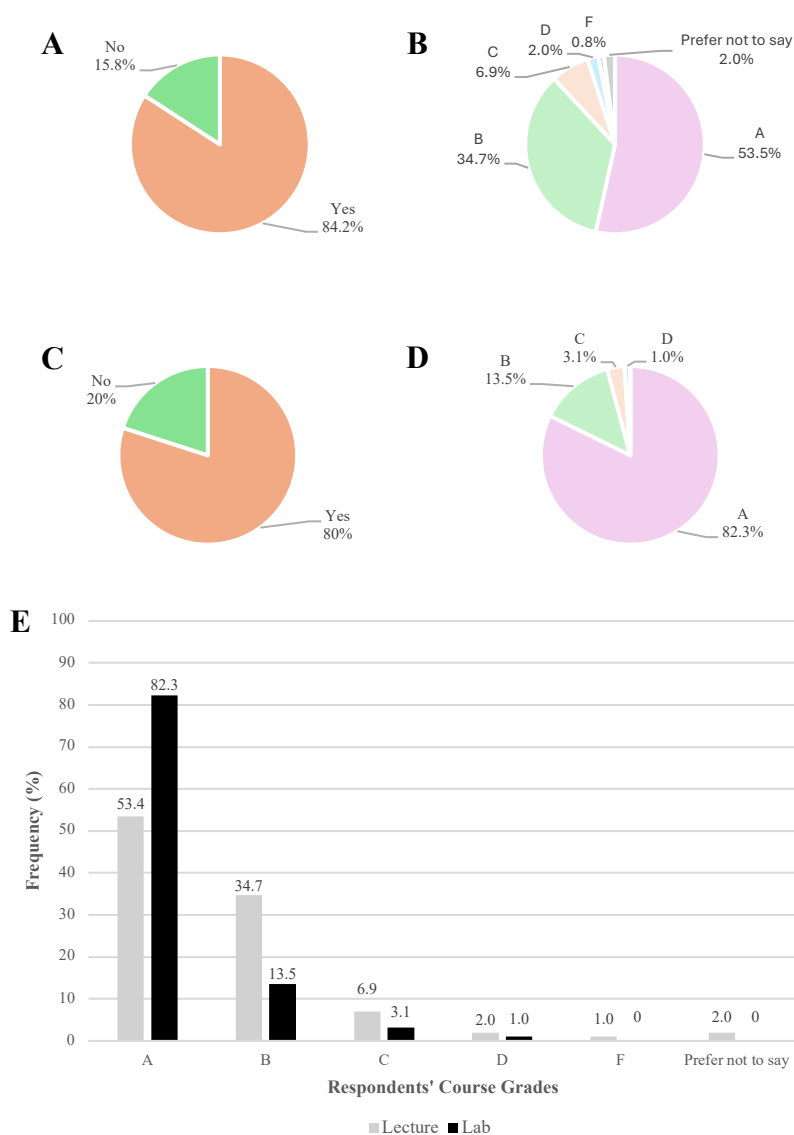 A
No
15.8%
Yes
84.2%
B
D
2.0%
F
0.8%
Prefer not to say
2.0%
C
6.9%
B
34.7%
A
53.5%
C
No
20%
Yes
80%
D
C
3.1%
D
1.0%
B
13.5%
A
82.3%
E
Frequency (%)
100
90
80
70
60
50
40
30
20
10
0
53.4
82.3
34.7
13.5
6.9
3.1
2.0
1.0
1.0
0
2.0
0
A
B
C
D
F
Prefer not to say
Respondents' Course Grades
Lecture
Lab